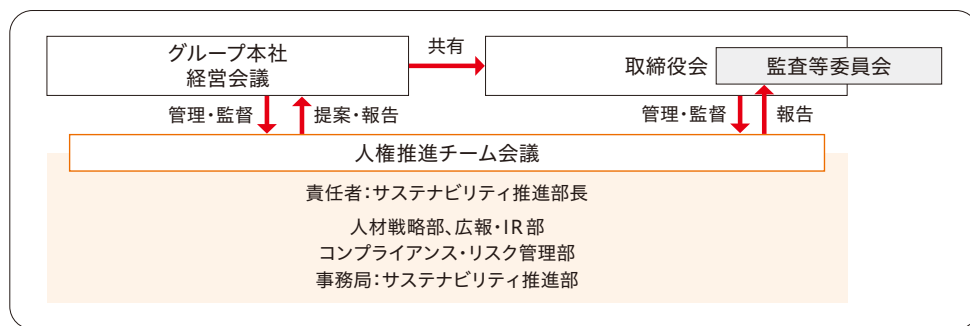 グループ本社
経営会議
共有
取締役会
監査等委員会
管理・監督
提案・報告
管理・監督
報告
人権推進チーム会議
責任者：サステナビリティ推進部長
人材戦略部、広報・IR部
コンプライアンス・リスク管理部
事務局：サステナビリティ推進部